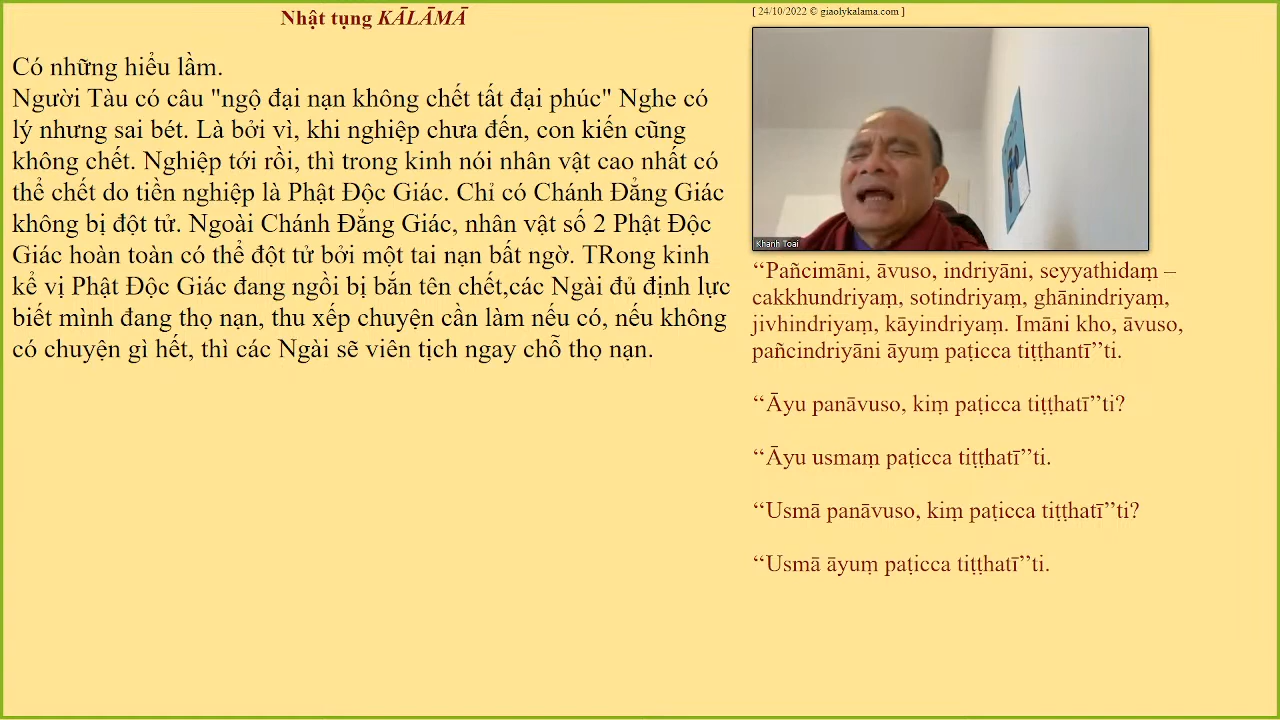 Nhật tụng KĀLĀMĀ
Có những hiểu lầm.
Người Tàu có câu "ngộ đại nạn không chết tất đại phúc" Nghe có
lý nhưng sai bét. Là bởi vì, khi nghiệp chưa đến, con kiến cũng
không chết. Nghiệp tới rồi, thì trong kinh nói nhân vật cao nhất có
thể chết do tiền nghiệp là Phật Độc Giác. Chỉ có Chánh Đẳng Giác
không bị đột tử. Ngoài Chánh Đẳng Giác, nhân vật số 2 Phật Độc
Giác hoàn toàn có thể đột tử bởi một tai nạn bất ngờ. TRong kinh
kể vị Phật Độc Giác đang ngồi bị bắn tên chết,các Ngài đủ định lực
biết mình đang thọ nạn, thu xếp chuyện cần làm nếu có, nếu không
có chuyện gì hết, thì các Ngài sẽ viên tịch ngay chỗ thọ nạn.
[ 24/10/2022 © giaolykalama.com ]
Khanh Toai
“Pañcimāni, āvuso, indriyāni, seyyathidaṃ –
cakkhundriyaṃ, sotindriyaṃ, ghānindriyaṃ,
jivhindriyaṃ, kāyindriyaṃ. Imāni kho, āvuso,
pañcindriyāni āyuṃ paṭicca tiṭṭhantī”ti.
“Āyu panāvuso, kiṃ paṭicca tiṭṭhatī”ti?
“Āyu usmaṃ paṭicca tiṭṭhatī”ti.
“Usmā panāvuso, kiṃ paṭicca tiṭṭhatī”ti?
“Usmā āyuṃ paṭicca tiṭṭhatī”ti.